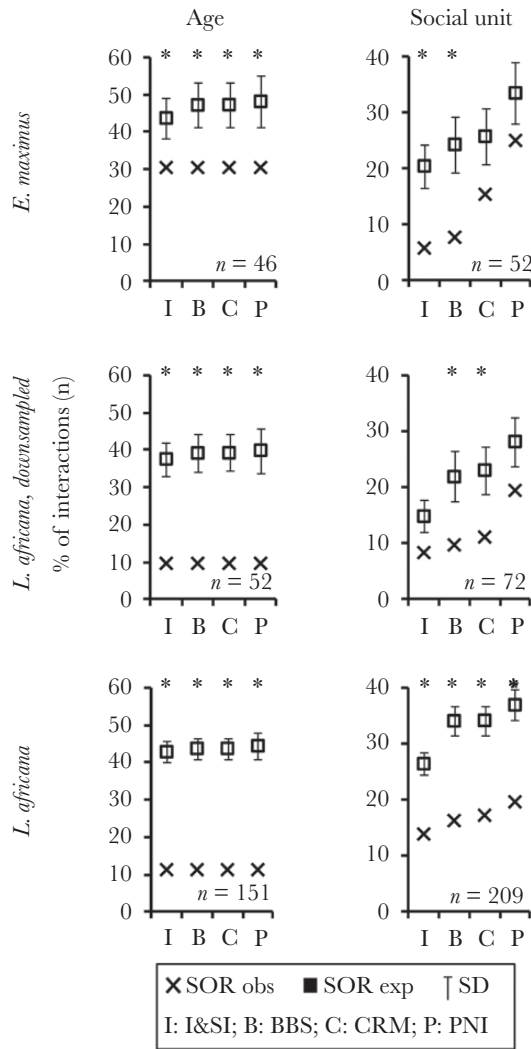 Age
Social unit
E. maximus
60
50
40
30
20
10
0
* * * *
n = 46
I B C P
40
30
20
10
0
* *
n = 52
I B C P
L. africana, downsampled
% of interactions (n)
60
50
40
30
20
10
0
* * * *
n = 52
I B C P
40
30
20
10
0
* *
n = 72
I B C P
L. africana
60
50
40
30
20
10
0
* * * *
n = 151
I B C P
40
30
20
10
0
* * * *
n = 209
I B C P
SOR obs SOR exp SD
I: I&SI; B: BBS; C: CRM; P: PNI